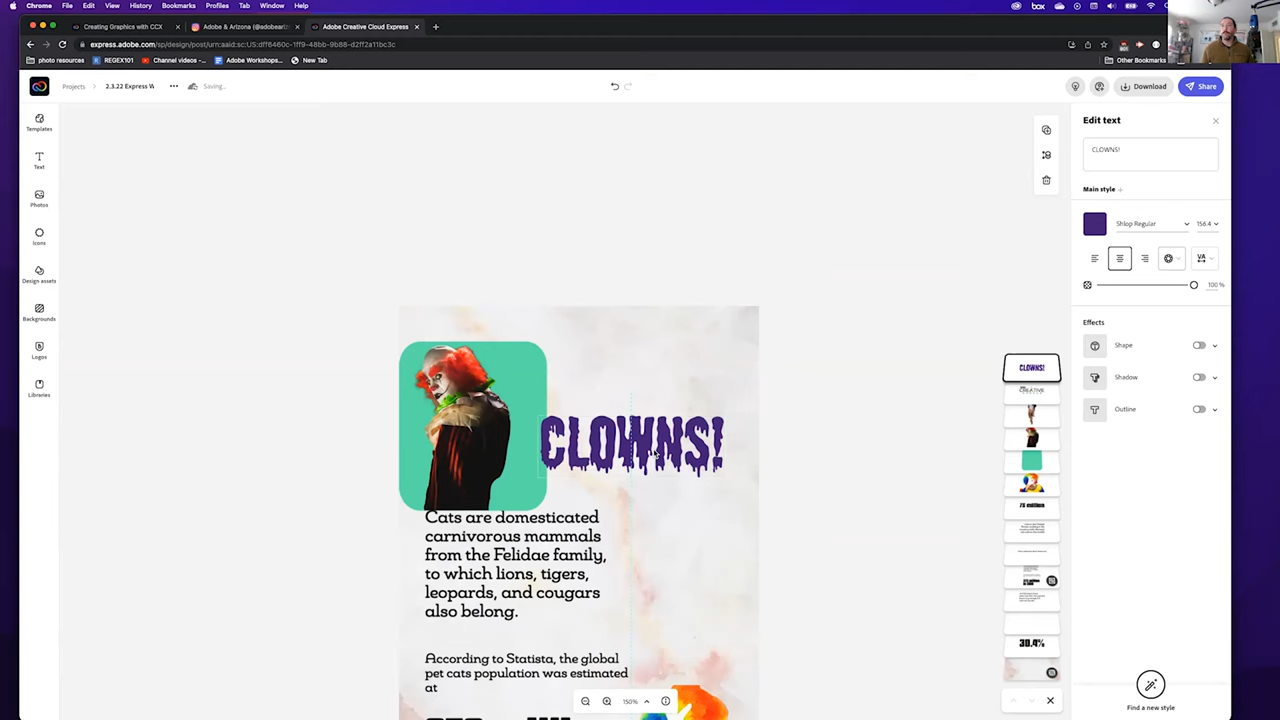 Chrome File Edit View History Bookmarks Profiles Tab Window Help
box
Creating Graphics with CCX
Adobe & Arizona (@adobeari
Adobe Creative Cloud Express
express.adobe.com/sp/design/post/urn:aaid:sc:US:dff6460c-1ff9-48bb-9b88-d2ff2a11bc3c
photo resources
REGEX101
Channel videos -...
Adobe Workshops...
New Tab
Other Bookmarks
Projects
2.3.22 Express W
Saving..
Download
Share
Templates
Text
Photos
Icons
Design assets
Backgrounds
Logos
Libraries
Edit text
CLOWNS!
Main style
Shlop Regular
156.4
VA
100 %
Effects
Shape
Shadow
Outline
CLOWNS!
CLOWNS!
CREATIVE
30.4%
Cats are domesticated
carnivorous mammals
from the Felidae family,
to which lions, tigers,
leopards, and cougars
also belong.
According to Statista, the global
pet cats population was estimated
at
150%
Find a new style